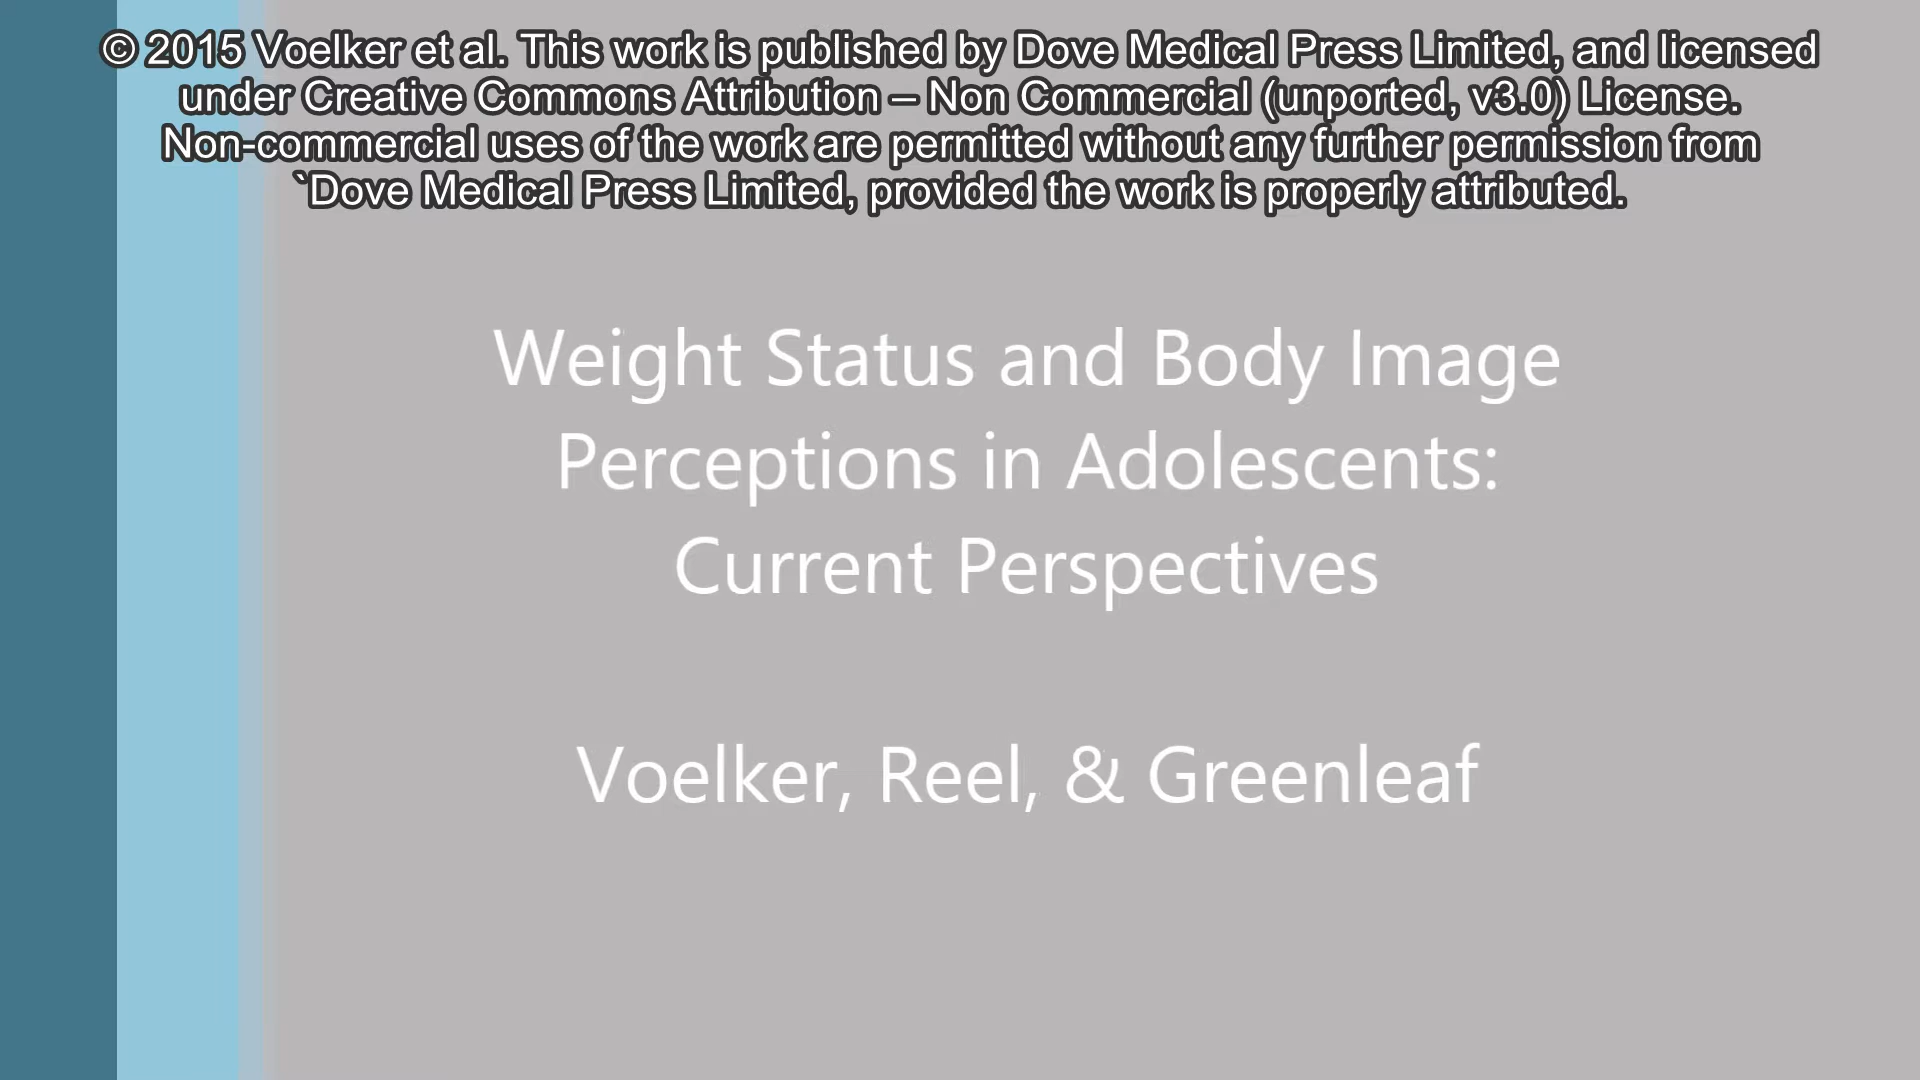 © 2015 Voelker et al. This work is published by Dove Medical Press Limited, and licensed
under Creative Commons Attribution – Non Commercial (unported, v3.0) License.
Non-commercial uses of the work are permitted without any further permission from
`Dove Medical Press Limited, provided the work is properly attributed.
Weight Status and Body Image
Perceptions in Adolescents:
Current Perspectives
Voelker, Reel, & Greenleaf